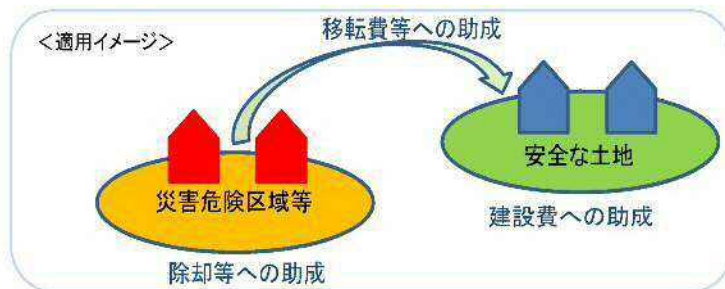 移転費等への助成
＜適用イメージ＞
安全な土地
災害危険区域等
建設費への助成
除却等への助成